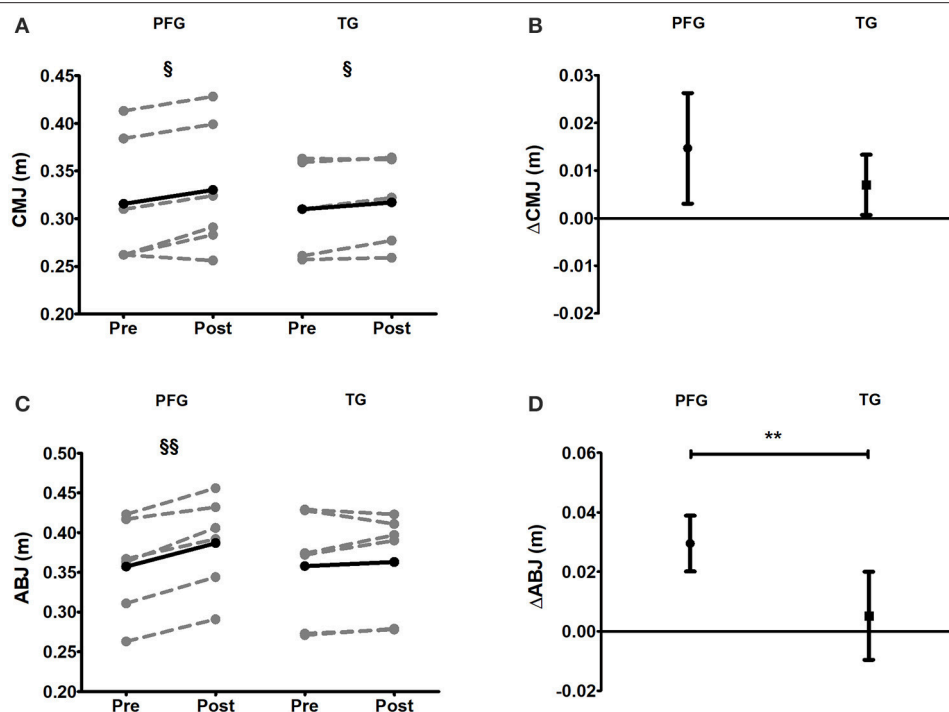 A
PFG
TG
§
§
0.45
0.40
0.35
0.30
0.25
0.20
CMJ (m)
Pre
Post
Pre
Post
B
PFG
TG
0.03
0.02
0.01
0.00
-0.01
-0.02
ΔCMJ (m)
C
PFG
TG
§§
0.50
0.45
0.40
0.35
0.30
0.25
0.20
ABJ (m)
Pre
Post
Pre
Post
D
PFG
TG
**
0.06
0.04
0.02
0.00
-0.02
ΔABJ (m)